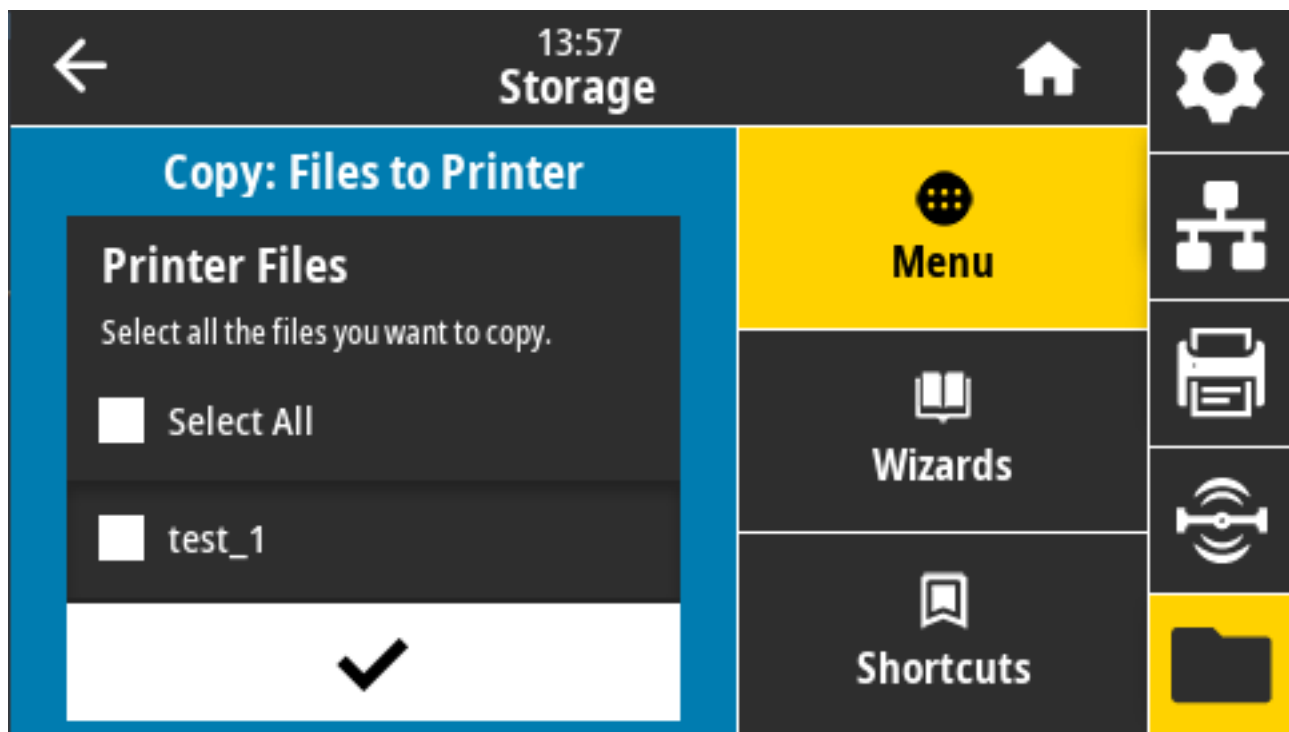 13:57
Storage
Copy: Files to Printer
Printer Files
Select all the files you want to copy.
Select All
test_1
Menu
Wizards
Shortcuts